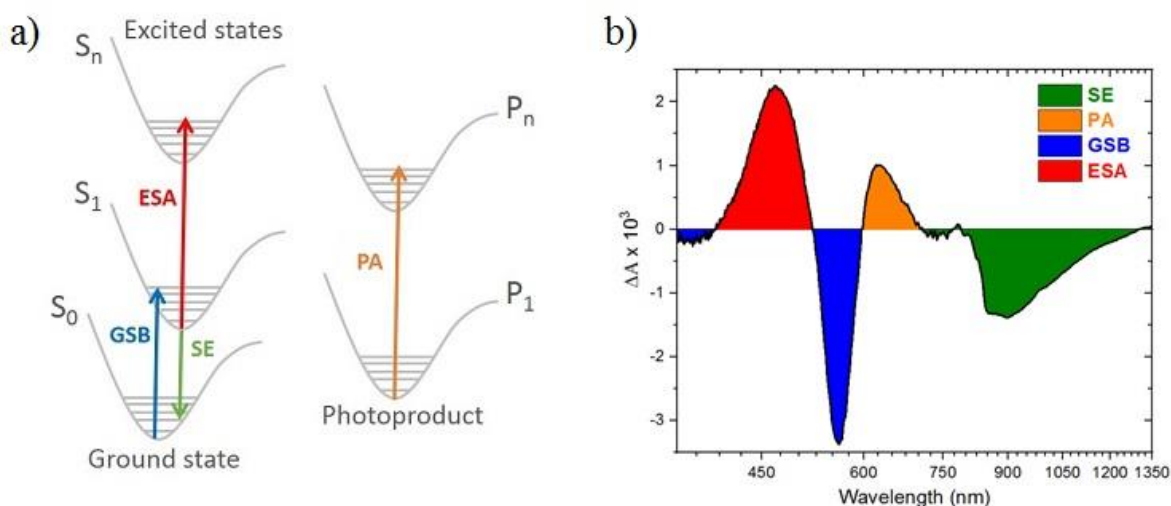 a)
Excited states
Sn
Pn
ESA
S1
PA
S0
GSB
SE
P1
Photoproduct
Ground state
b)
SE
PA
GSB
ESA
2
1
0
-1
-2
-3
ΔA x 10³
450 600 750 900 1050 1200 1350
Wavelength (nm)